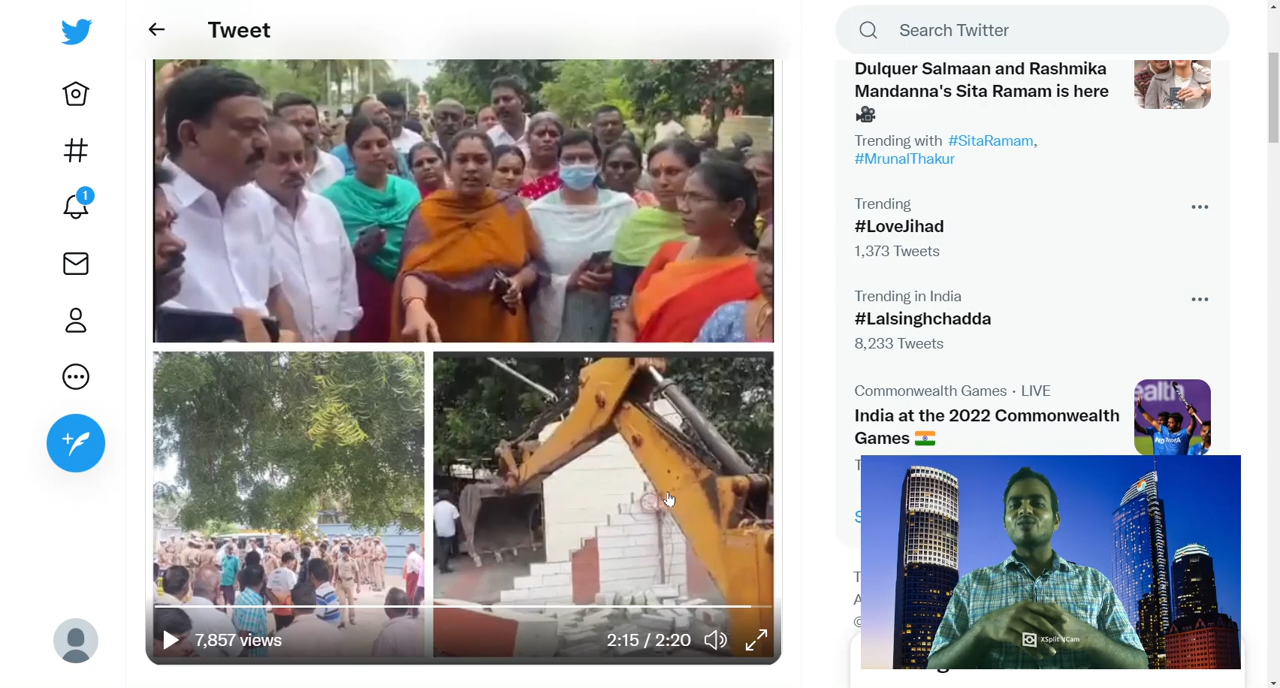 Tweet
Search Twitter
Dulquer Salmaan and Rashmika
Mandanna's Sita Ramam is here
Trending with #SitaRamam,
#MrunalThakur
Trending
#LoveJihad
1,373 Tweets
Trending in India
#Lalsinghchadda
8,233 Tweets
Commonwealth Games · LIVE
India at the 2022 Commonwealth
Games
1
7,857 views
2:15 / 2:20
XSplit VCam